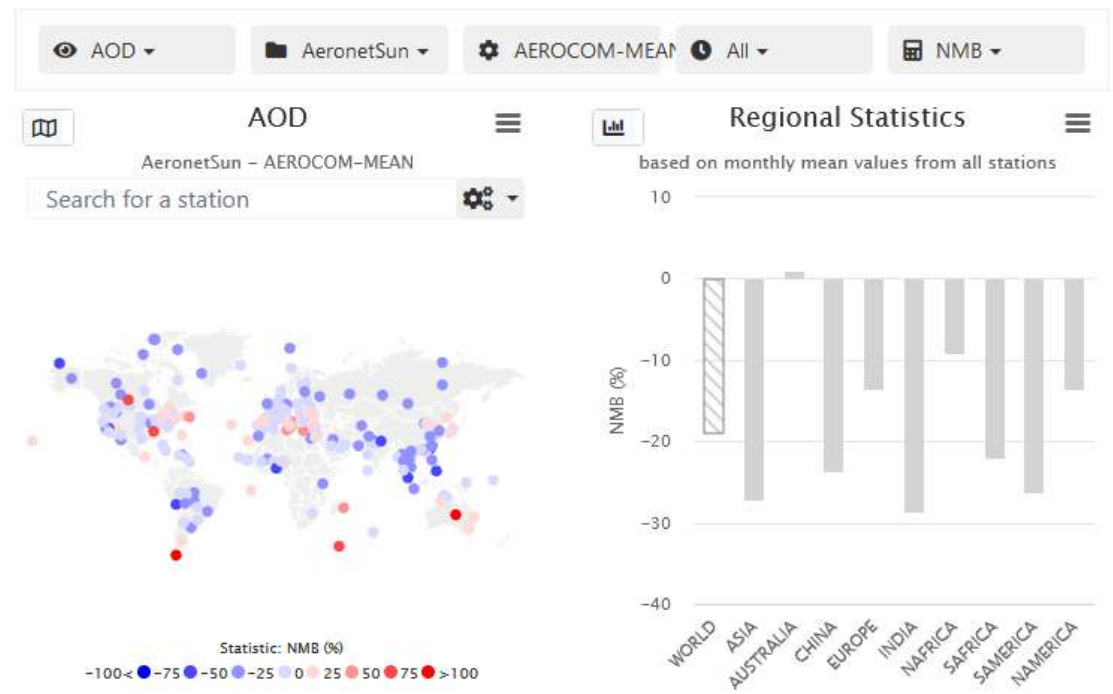 AOD AeronetSun AEROCOM-MEAN All NMB
AOD
AeronetSun – AEROCOM-MEAN
Search for a station
Statistic: NMB (%)
-100< -75 -50 -25 0 25 50 75 >100
Regional Statistics
based on monthly mean values from all stations
10
0
-10
-20
-30
-40
NMB (%)
WORLD
ASIA
AUSTRALIA
CHINA
EUROPE
INDIA
NAFRICA
SAFRICA
SAMERICA
NAMERICA